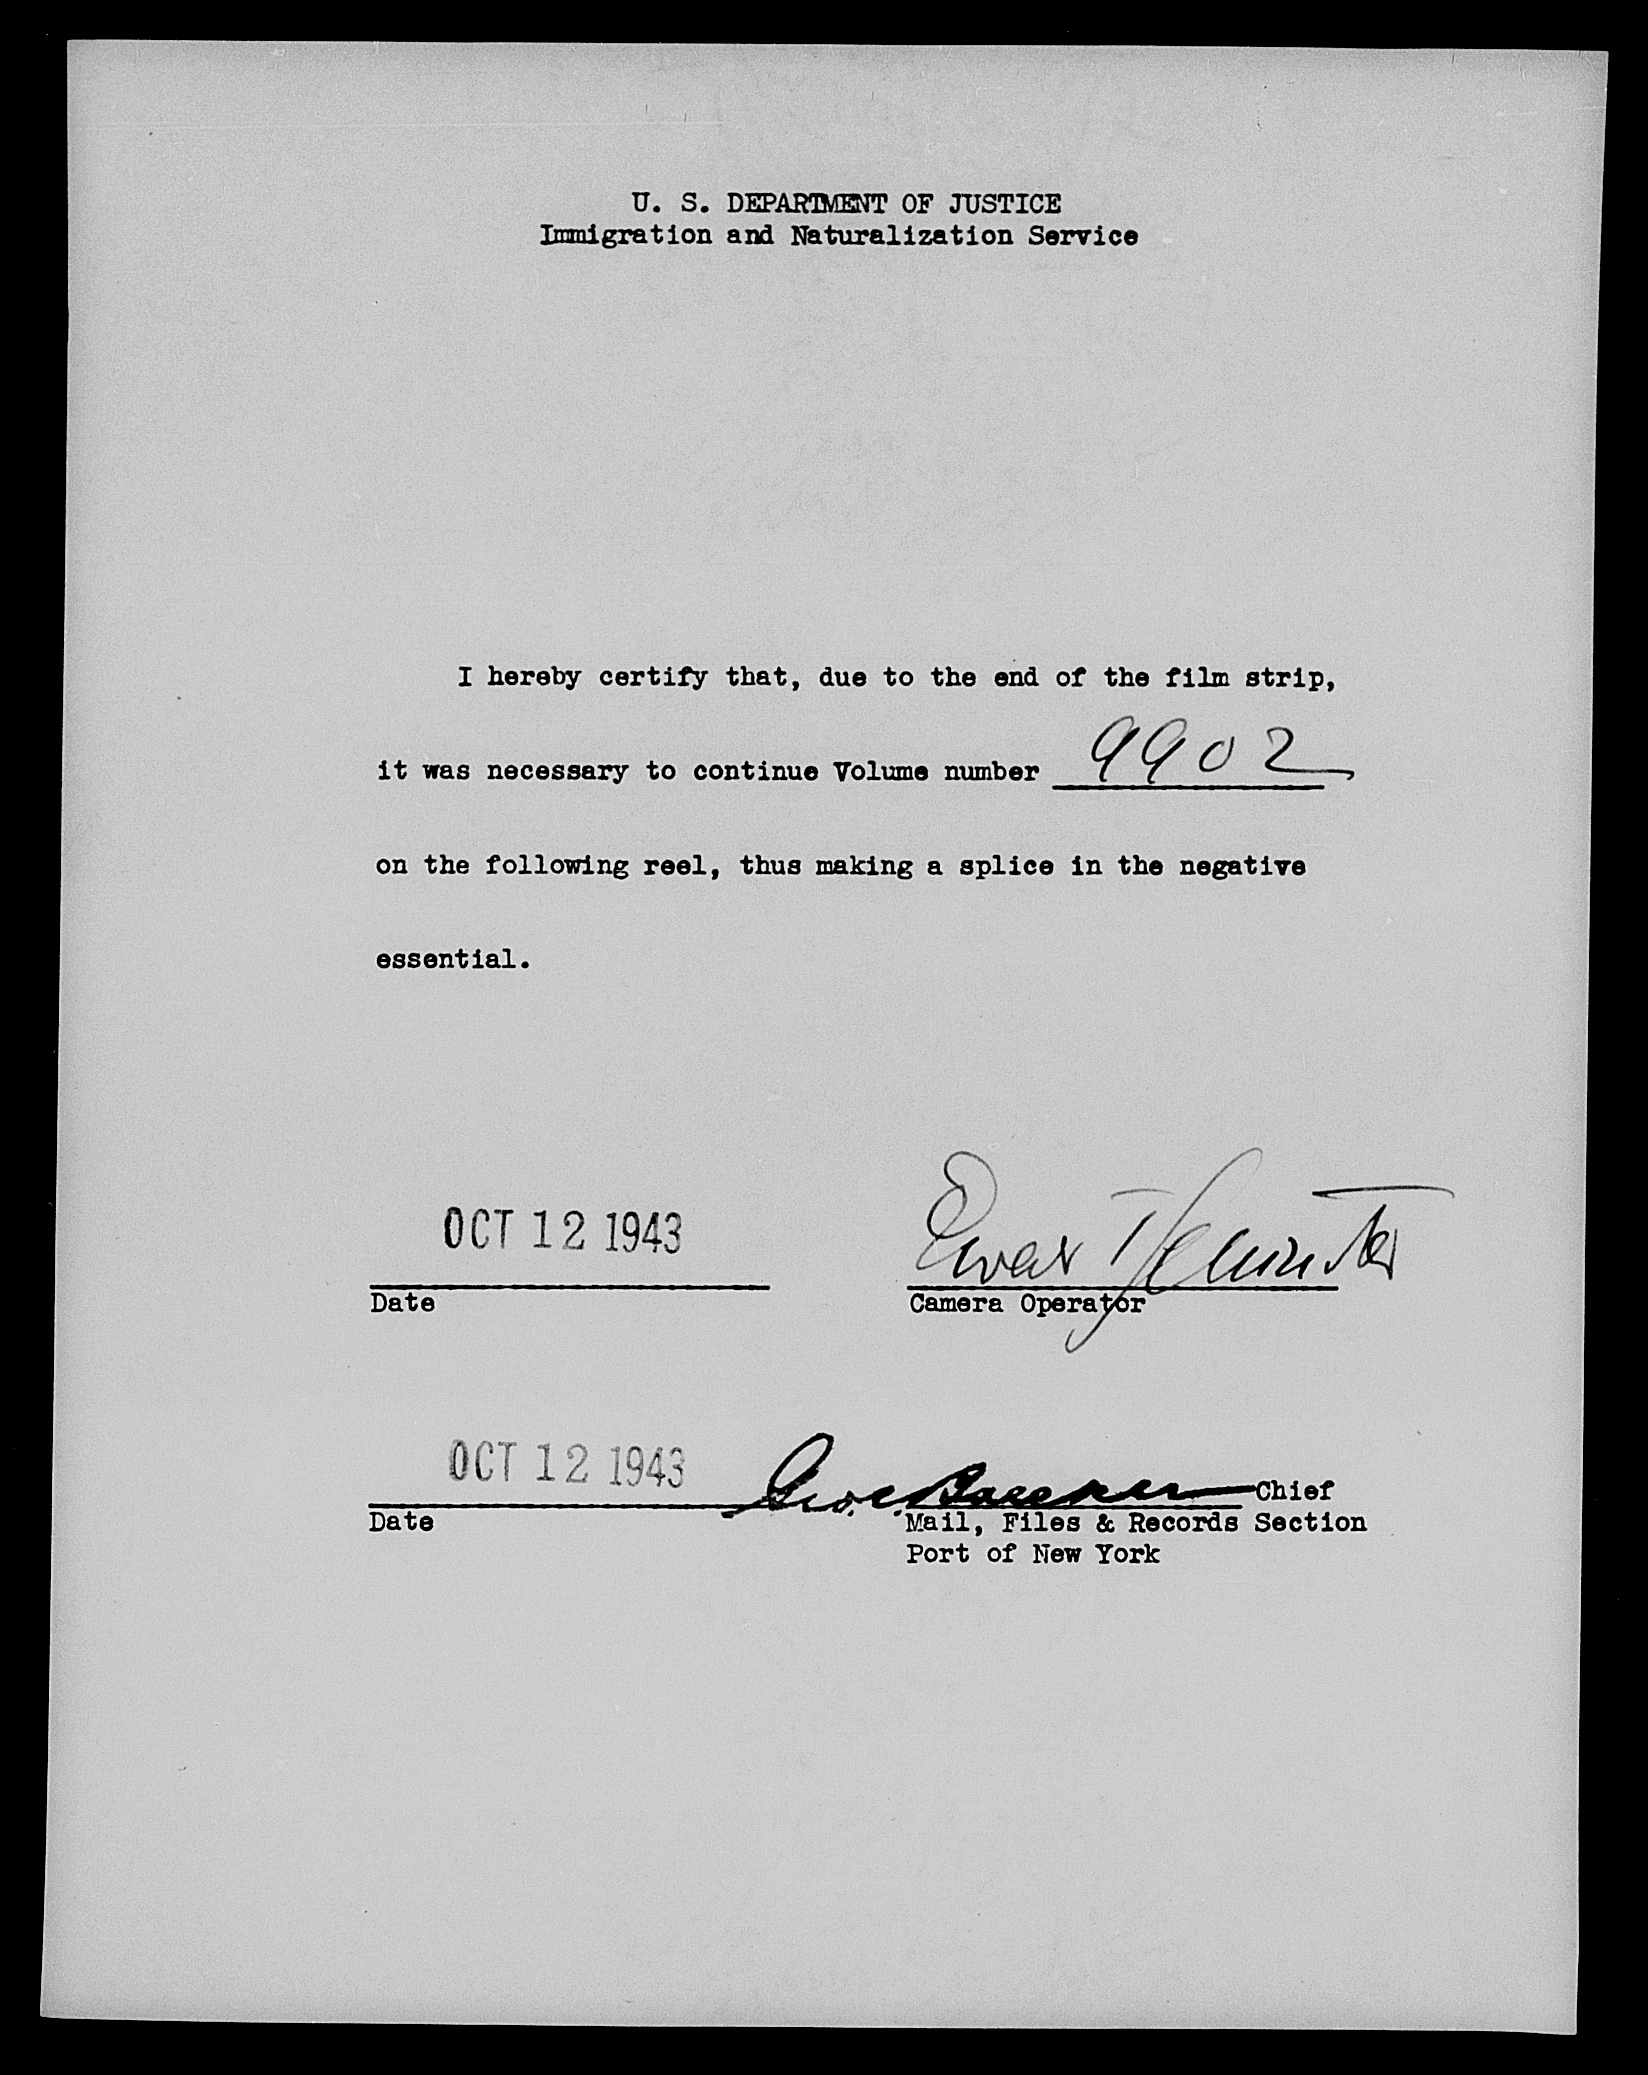 U. S. DEPARTMENT OF JUSTICE
Immigration and Naturalization Service
I hereby certify that, due to the end of the film strip,
it was necessary to continue Volume number 9902
on the following reel, thus making a splice in the negative
essential.
OCT 12 1943
Date
Camera Operator
OCT 12 1943
Geo. Chief
Date
Mail, Files & Records Section
Port of New York